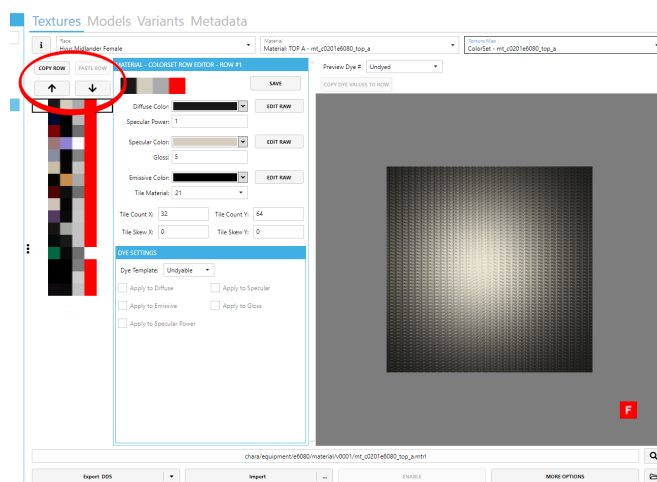 Textures Models Variants Metadata
Race
Hyur Midlander Female
Material
Material: TOP A - mt_c0201e6080_top_a
Texture Map
ColorSet - mt_c0201e6080_top_a
COPY ROW PASTE ROW
MATERIAL - COLORSET ROW EDITOR - ROW #1
SAVE
Diffuse Color: EDIT RAW
Specular Power: 1
Specular Color: EDIT RAW
Gloss: 5
Emissive Color: EDIT RAW
Tile Material: 21
Tile Count X: 32 Tile Count Y: 64
Tile Skew X: 0 Tile Skew Y: 0
DYE SETTINGS
Dye Template: Undyable
Apply to Diffuse Apply to Specular
Apply to Emissive Apply to Gloss
Apply to Specular Power
Preview Dye # Undyed
COPY DYE VALUES TO ROW
F
chara/equipment/e6080/material/v0001/mt_c0201e6080_top_a.mtrl
Export DDS Import ... ENABLE MORE OPTIONS